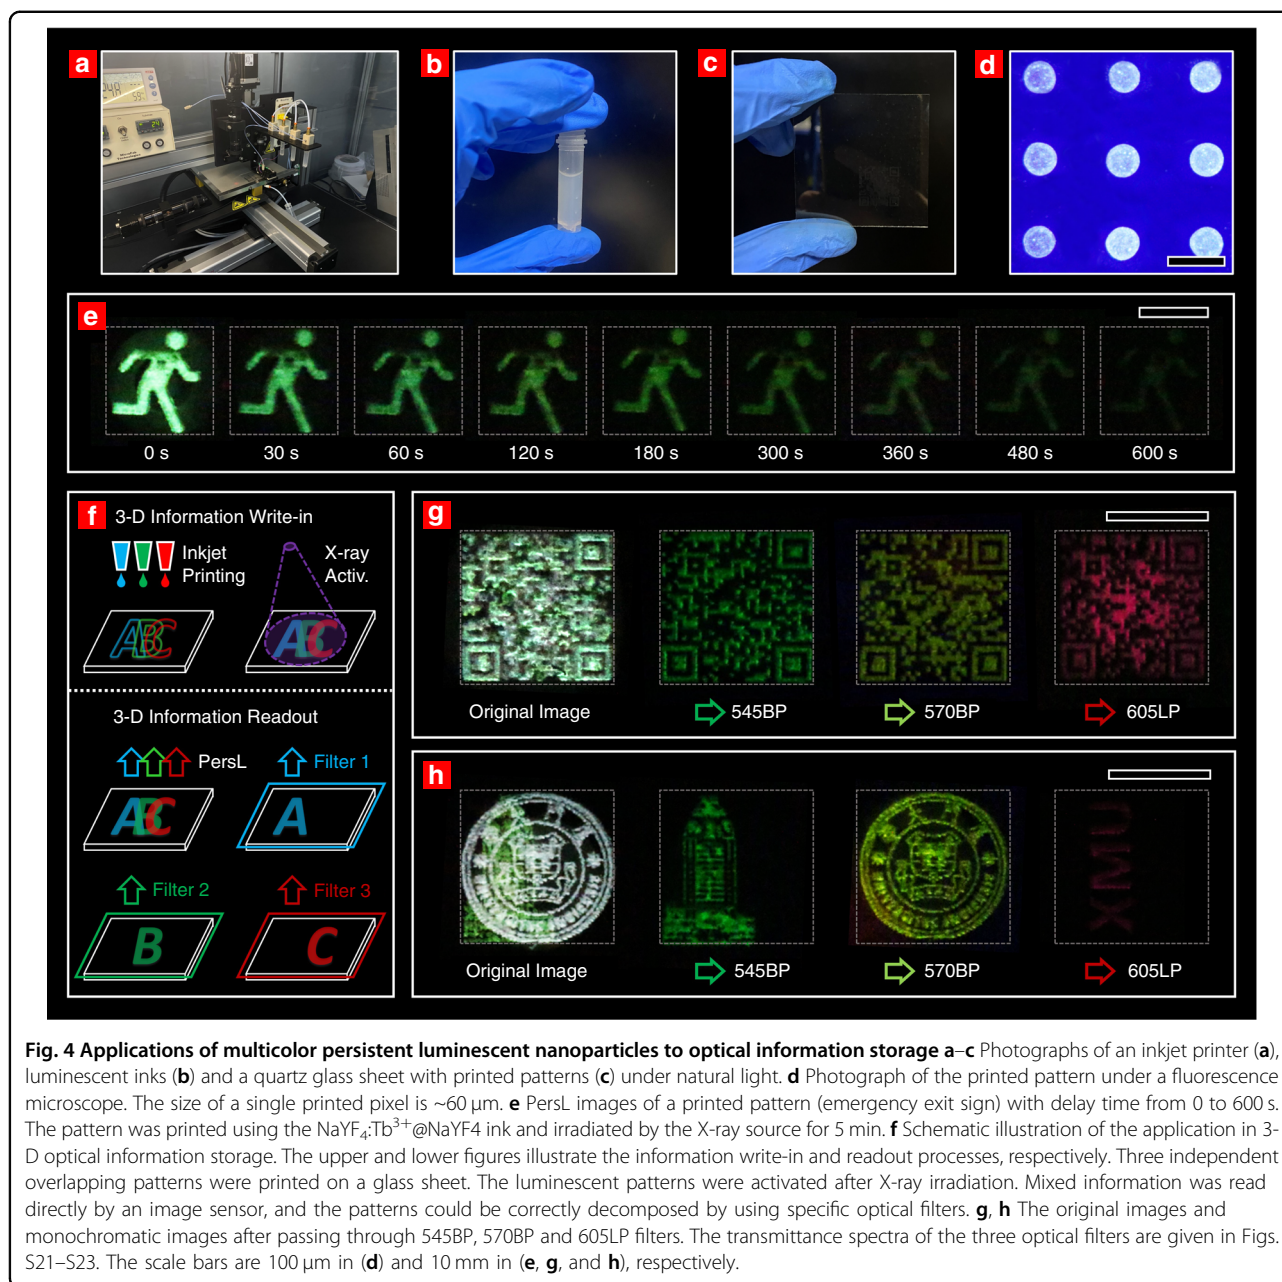 a
b
c
d
e
0 s
30 s
60 s
120 s
180 s
300 s
360 s
480 s
600 s
f
3-D Information Write-in
Inkjet
Printing
X-ray
Activ.
ABC
ABC
3-D Information Readout
PersL
Filter 1
ABC
A
Filter 2
Filter 3
B
C
g
Original Image
545BP
570BP
605LP
h
XMU
Original Image
545BP
570BP
605LP
Fig. 4 Applications of multicolor persistent luminescent nanoparticles to optical information storage a–c Photographs of an inkjet printer (a),
luminescent inks (b) and a quartz glass sheet with printed patterns (c) under natural light. d Photograph of the printed pattern under a fluorescence
microscope. The size of a single printed pixel is ~60 μm. e PersL images of a printed pattern (emergency exit sign) with delay time from 0 to 600 s.
The pattern was printed using the NaYF₄:Tb³⁺@NaYF4 ink and irradiated by the X-ray source for 5 min. f Schematic illustration of the application in 3-
D optical information storage. The upper and lower figures illustrate the information write-in and readout processes, respectively. Three independent
overlapping patterns were printed on a glass sheet. The luminescent patterns were activated after X-ray irradiation. Mixed information was read
directly by an image sensor, and the patterns could be correctly decomposed by using specific optical filters. g, h The original images and
monochromatic images after passing through 545BP, 570BP and 605LP filters. The transmittance spectra of the three optical filters are given in Figs.
S21–S23. The scale bars are 100 μm in (d) and 10 mm in (e, g, and h), respectively.